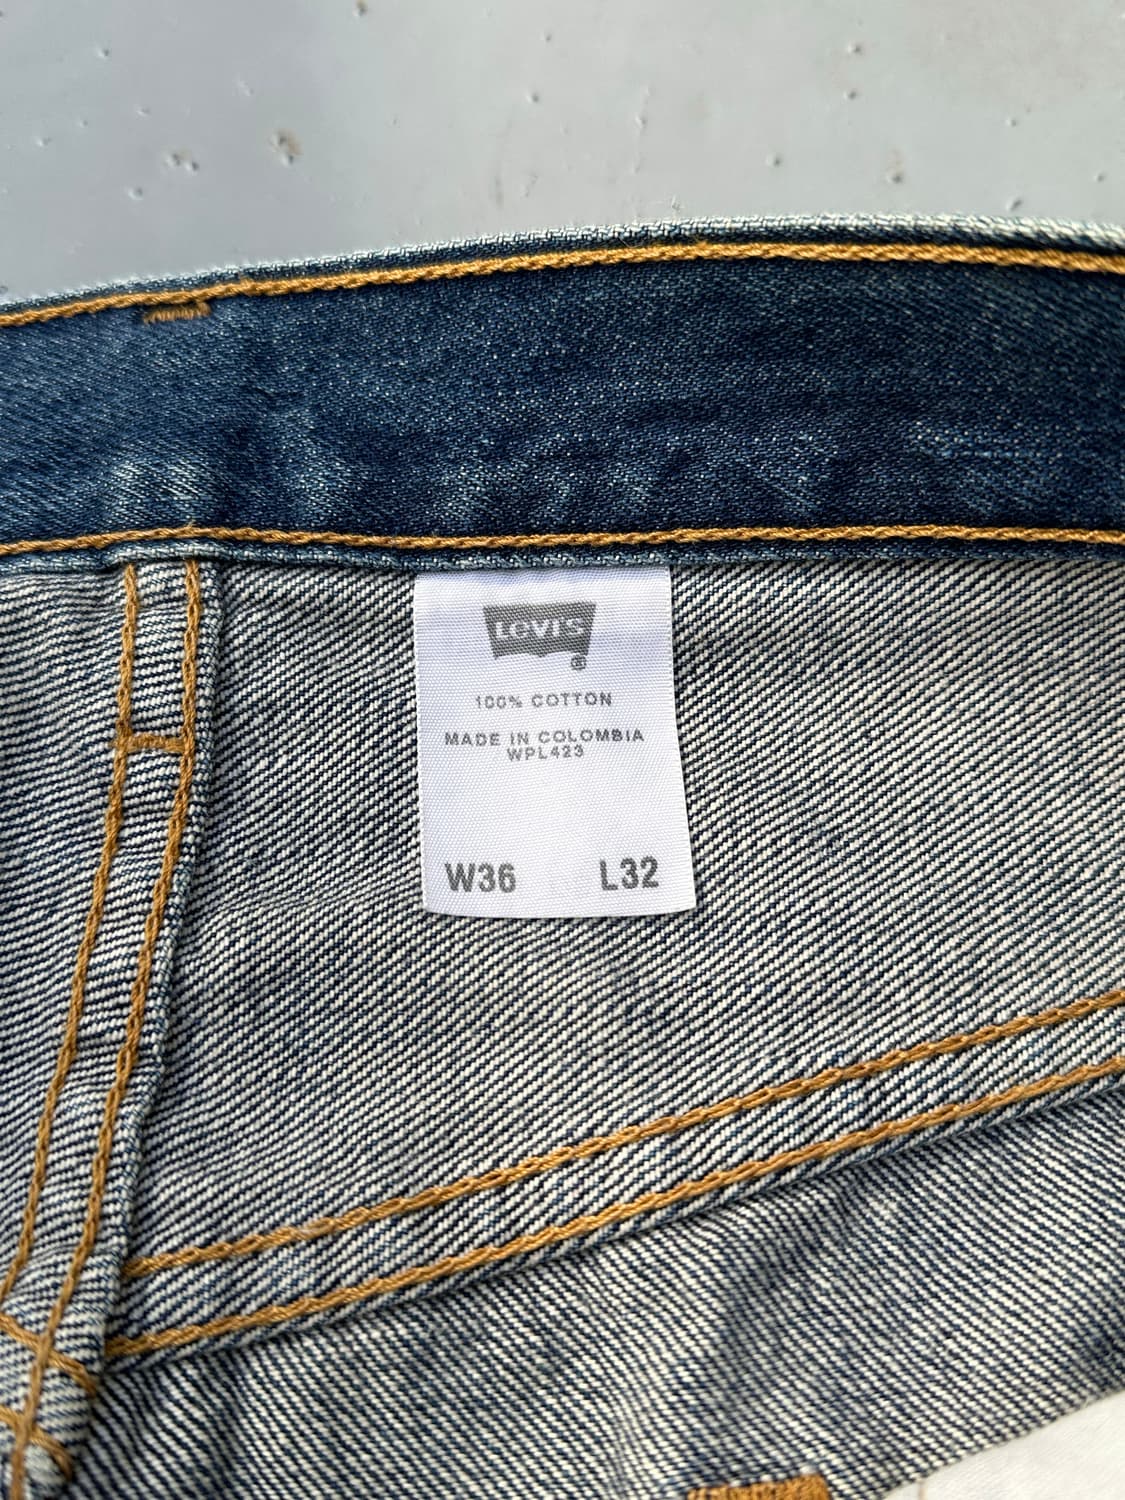 LEVI'S
®
100% COTTON
MADE IN COLOMBIA
WPL423
W36 L32